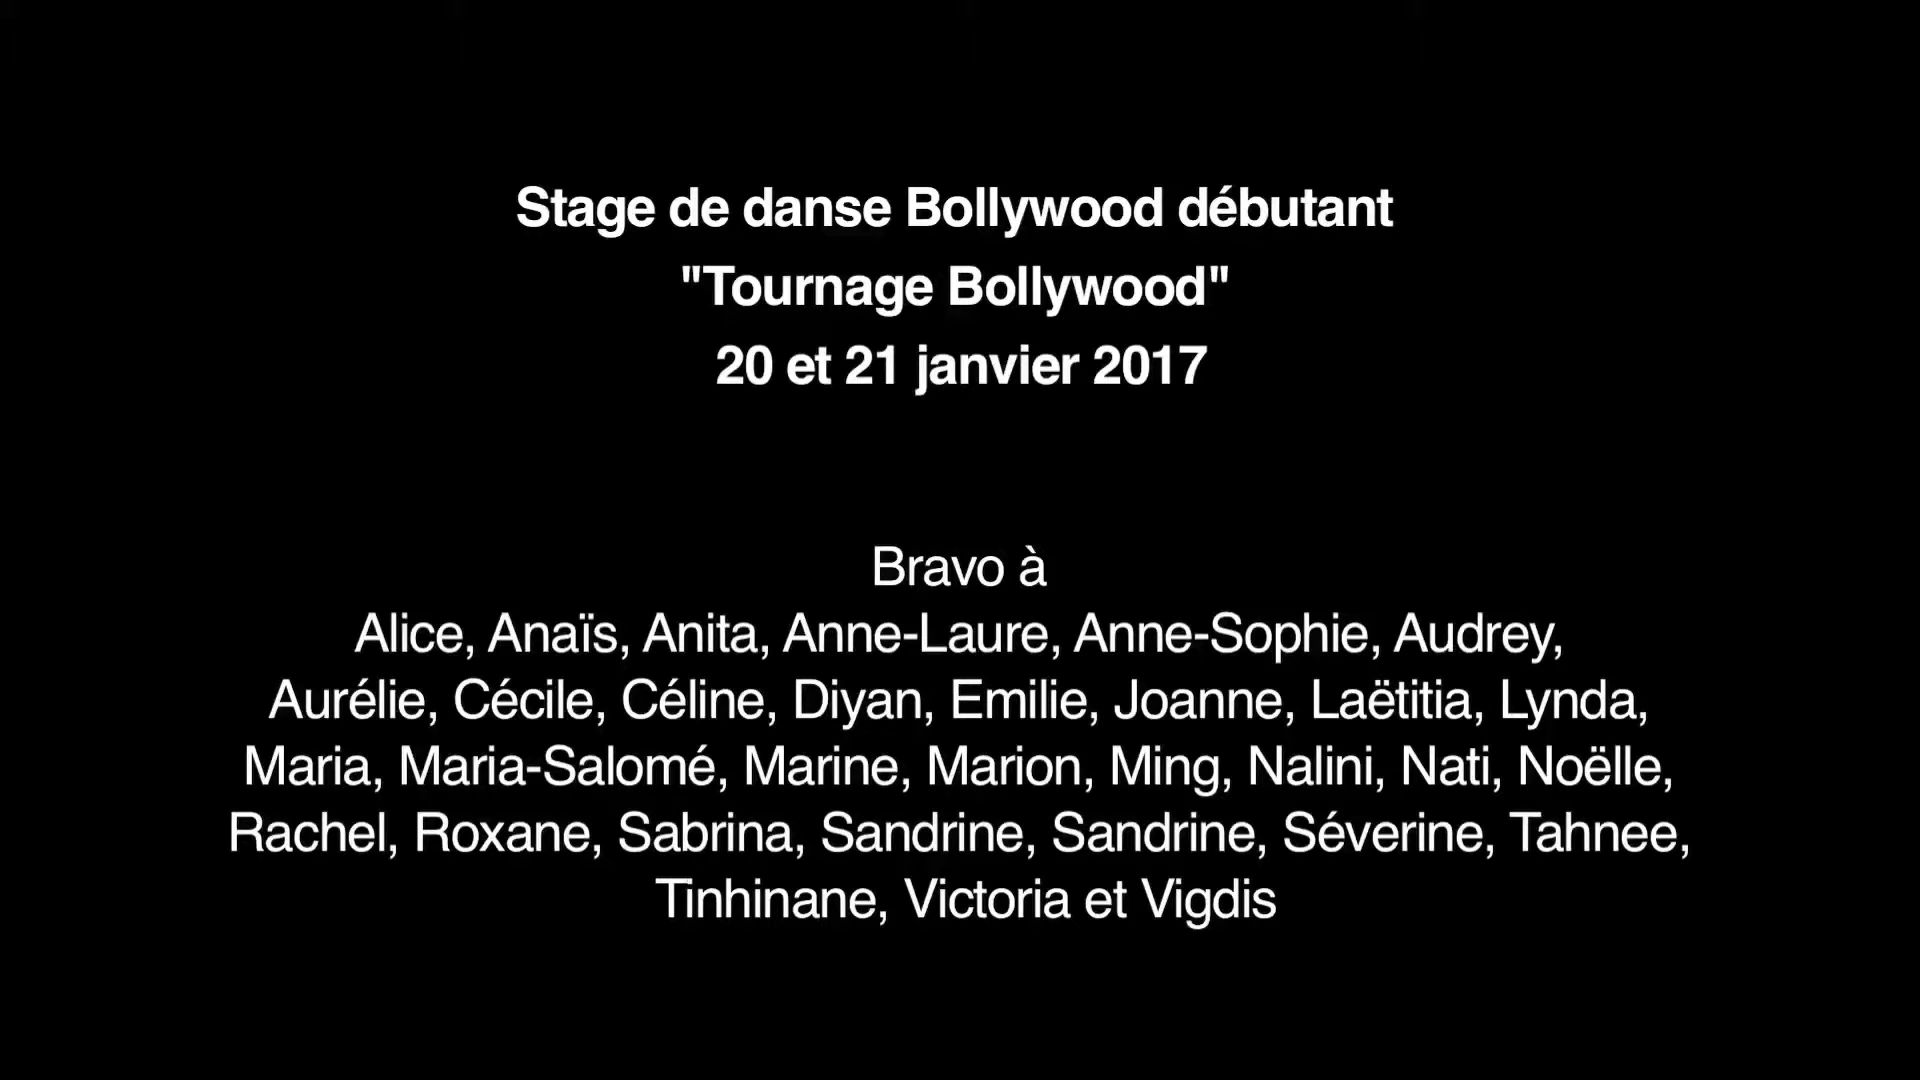 Stage de danse Bollywood débutant
"Tournage Bollywood"
20 et 21 janvier 2017
Bravo à
Alice, Anaïs, Anita, Anne-Laure, Anne-Sophie, Audrey,
Aurélie, Cécile, Céline, Diyan, Emilie, Joanne, Laëtitia, Lynda,
Maria, Maria-Salomé, Marine, Marion, Ming, Nalini, Nati, Noëlle,
Rachel, Roxane, Sabrina, Sandrine, Sandrine, Séverine, Tahnee,
Tinhinane, Victoria et Vigdis